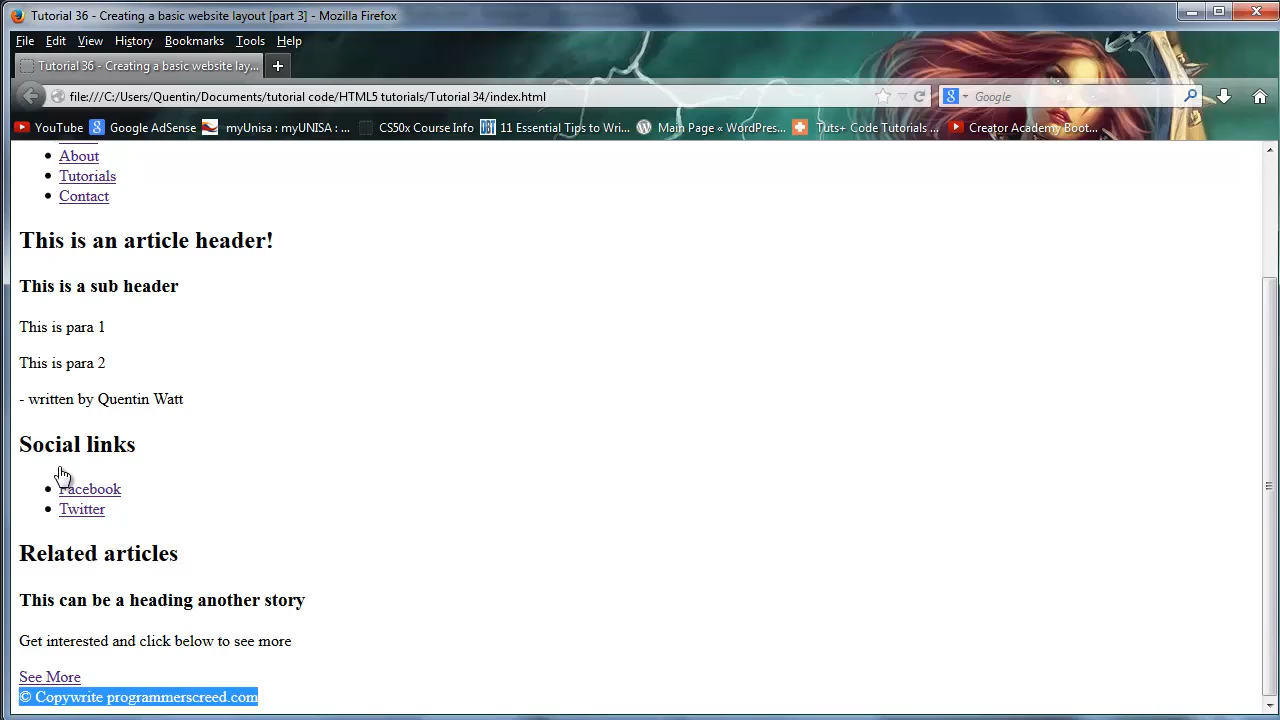 Tutorial 36 - Creating a basic website layout [part 3] - Mozilla Firefox
File Edit View History Bookmarks Tools Help
Tutorial 36 - Creating a basic website lay... +
file:///C:/Users/Quentin/Documents/tutorial code/HTML5 tutorials/Tutorial 34/index.html Google
YouTube Google AdSense myUnisa : myUNISA : ... CS50x Course Info 11 Essential Tips to Wri... Main Page « WordPress... Tuts+ Code Tutorials ... Creator Academy Boot...
About
Tutorials
Contact
This is an article header!
This is a sub header
This is para 1
This is para 2
- written by Quentin Watt
Social links
Facebook
Twitter
Related articles
This can be a heading another story
Get interested and click below to see more
See More
© Copywrite programmerscreed.com